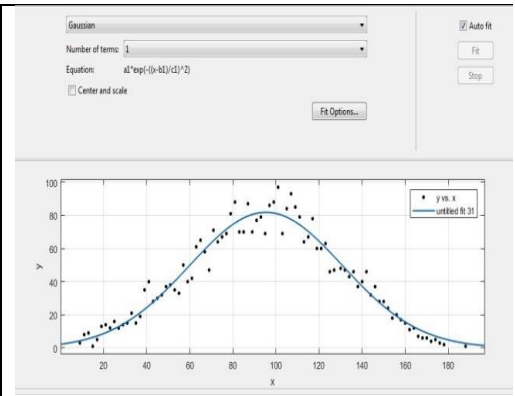 Gaussian
Auto fit
Number of terms: 1
Fit
Equation: a1*exp(-((x-b1)/c1)^2)
Stop
Center and scale
Fit Options...
100
80
60
40
20
0
y
y vs. x
untitled fit 31
20 40 60 80 100 120 140 160 180
x